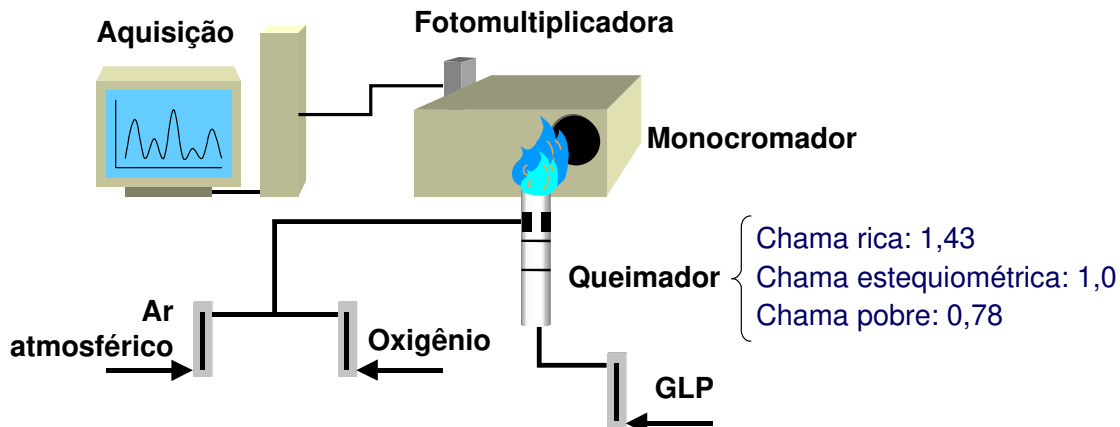 Aquisição
Fotomultiplicadora
Monocromador
Queimador
Chama rica: 1,43
Chama estequiométrica: 1,0
Chama pobre: 0,78
Ar
atmosférico
Oxigênio
GLP